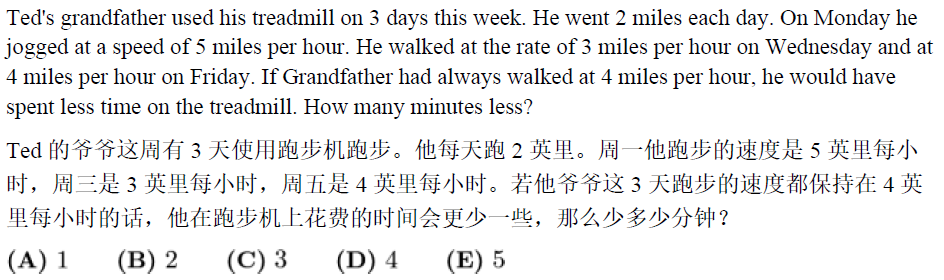 Ted's grandfather used his treadmill on 3 days this week. He went 2 miles each day. On Monday he
jogged at a speed of 5 miles per hour. He walked at the rate of 3 miles per hour on Wednesday and at
4 miles per hour on Friday. If Grandfather had always walked at 4 miles per hour, he would have
spent less time on the treadmill. How many minutes less?
Ted 的爷爷这周有 3 天使用跑步机跑步。他每天跑 2 英里。周一他跑步的速度是 5 英里每小
时，周三是 3 英里每小时，周五是 4 英里每小时。若他爷爷这 3 天跑步的速度都保持在 4 英
里每小时的话，他在跑步机上花费的时间会更少一些，那么少多少分钟？
(A) 1 (B) 2 (C) 3 (D) 4 (E) 5